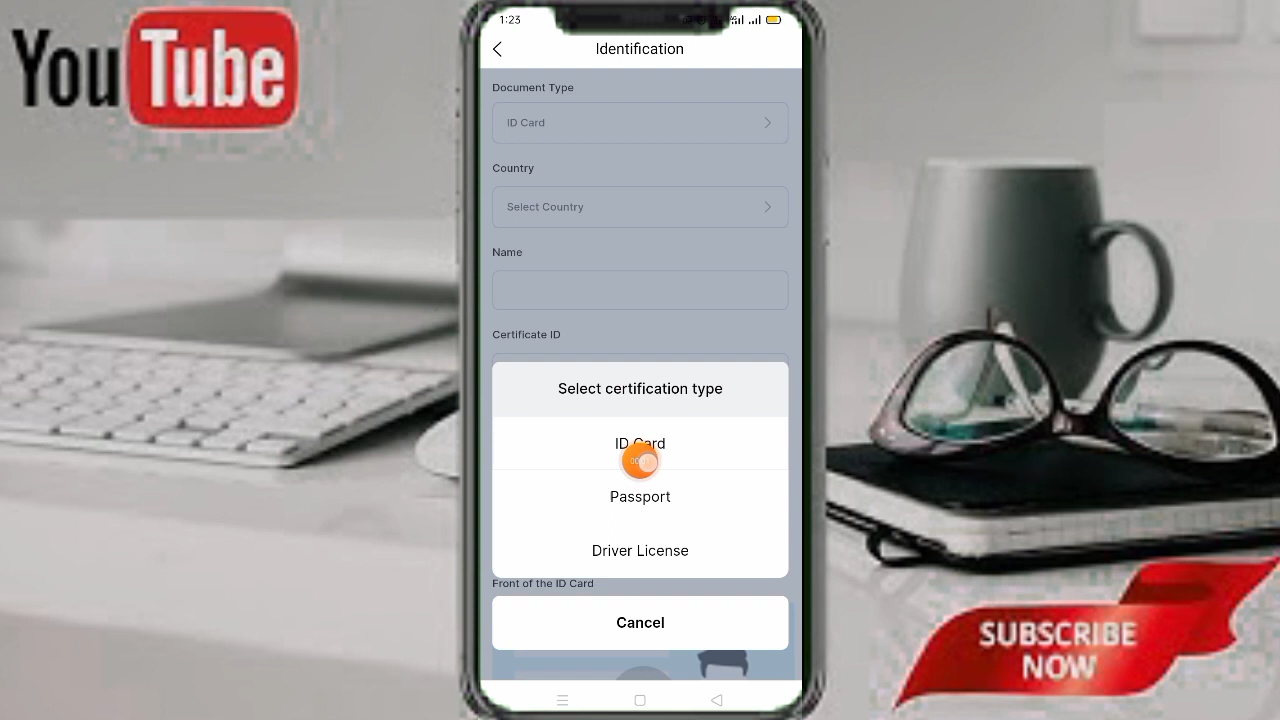 YouTube
1:23
Identification
Document Type
ID Card
Country
Select Country
Name
Certificate ID
Select certification type
ID Card
Passport
Driver License
Front of the ID Card
Cancel
SUBSCRIBE
NOW